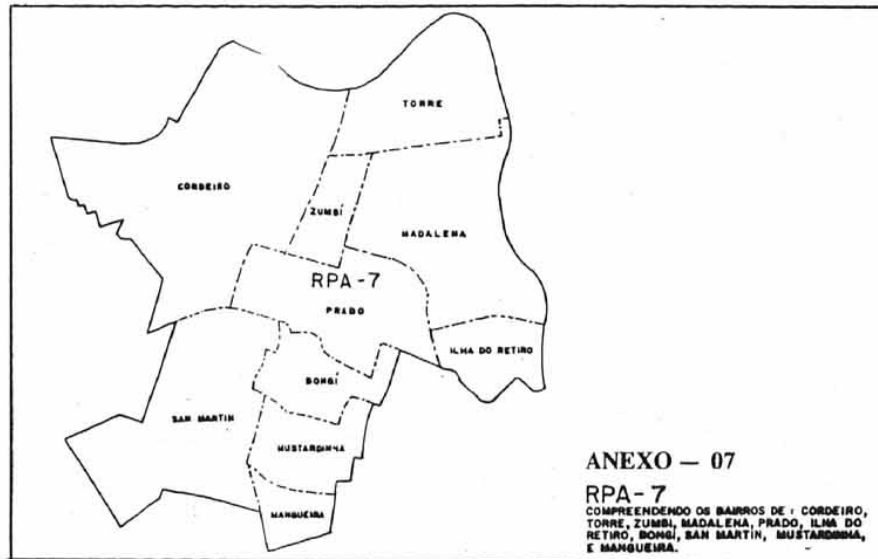 TORRE
CORDEIRO
ZUMBI
MADALENA
RPA-7
PRADO
ILHA DO RETIRO
BONGI
SAN MARTIN
MUSTARDINHA
MANGUEIRA
ANEXO — 07
RPA-7
COMPREENDENDO OS BAIRROS DE : CORDEIRO,
TORRE, ZUMBI, MADALENA, PRADO, ILHA DO
RETIRO, BONGI, SAN MARTIN, MUSTARDINHA,
E MANGUEIRA.